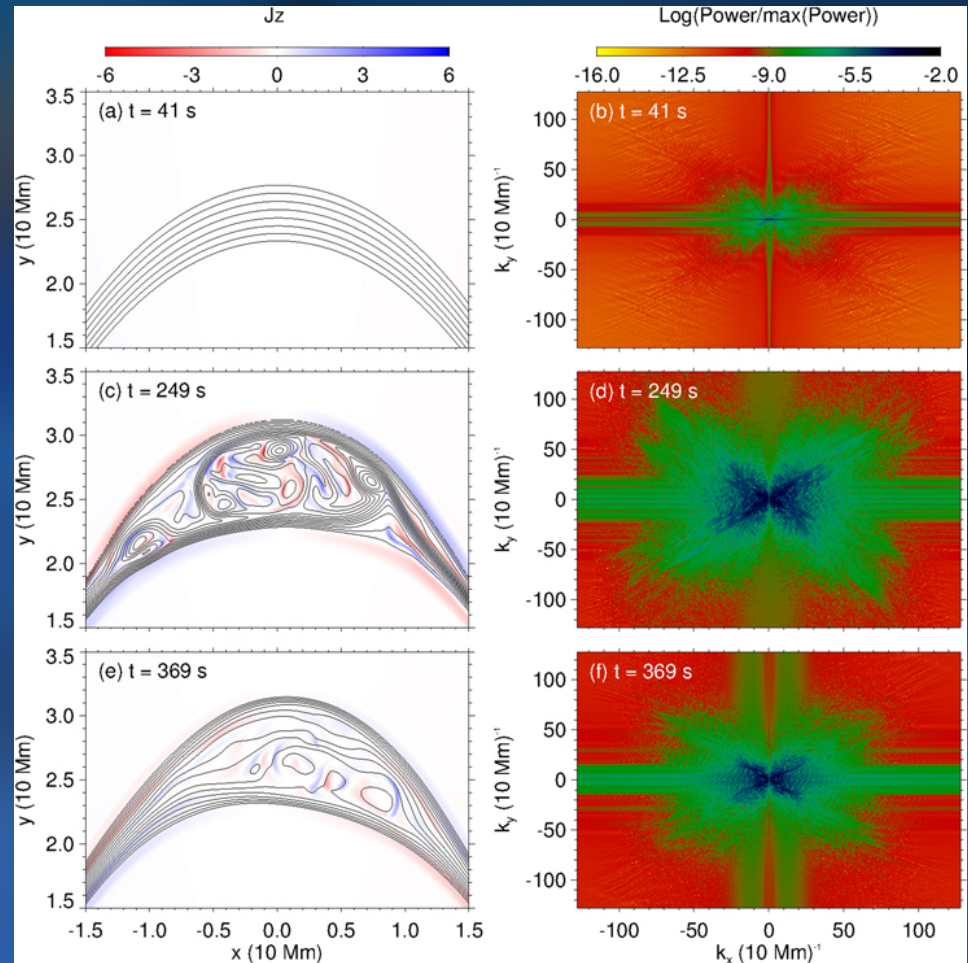 Jz
Log(Power/max(Power))
-6 -3 0 3 6
-16.0 -12.5 -9.0 -5.5 -2.0
(a) t = 41 s
3.5
3.0
2.5
2.0
1.5
y (10 Mm)
(b) t = 41 s
100
50
0
-50
-100
k_y (10 Mm)^-1
(c) t = 249 s
3.5
3.0
2.5
2.0
1.5
y (10 Mm)
(d) t = 249 s
100
50
0
-50
-100
k_y (10 Mm)^-1
(e) t = 369 s
3.5
3.0
2.5
2.0
1.5
y (10 Mm)
-1.5 -1.0 -0.5 0.0 0.5 1.0 1.5
x (10 Mm)
(f) t = 369 s
100
50
0
-50
-100
k_y (10 Mm)^-1
-100 -50 0 50 100
k_x (10 Mm)^-1